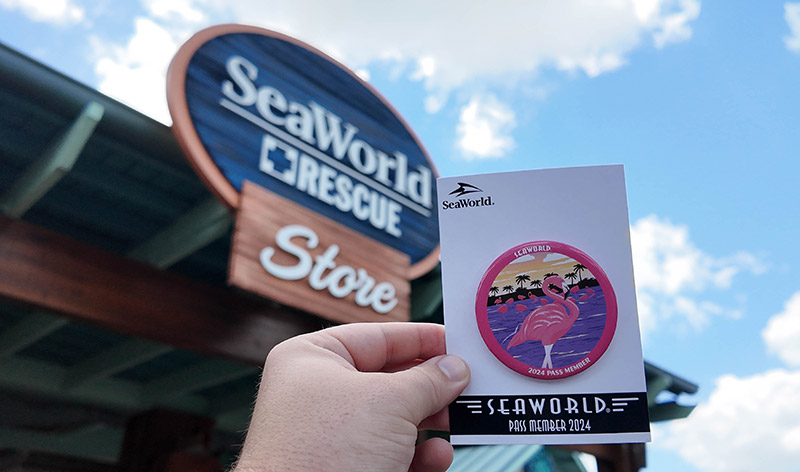 SeaWorld
RESCUE
Store
SeaWorld®
SEAWORLD
2024 PASS MEMBER
SEAWORLD®
PASS MEMBER 2024